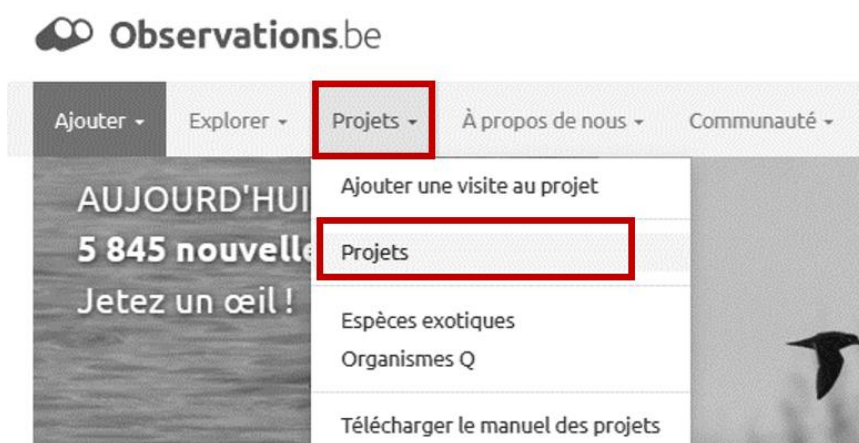 Observations.be
Ajouter Explorer Projets À propos de nous Communauté
AUJOURD'HUI
5 845 nouvelle
Jetez un œil !
Ajouter une visite au projet
Projets
Espèces exotiques
Organismes Q
Télécharger le manuel des projets